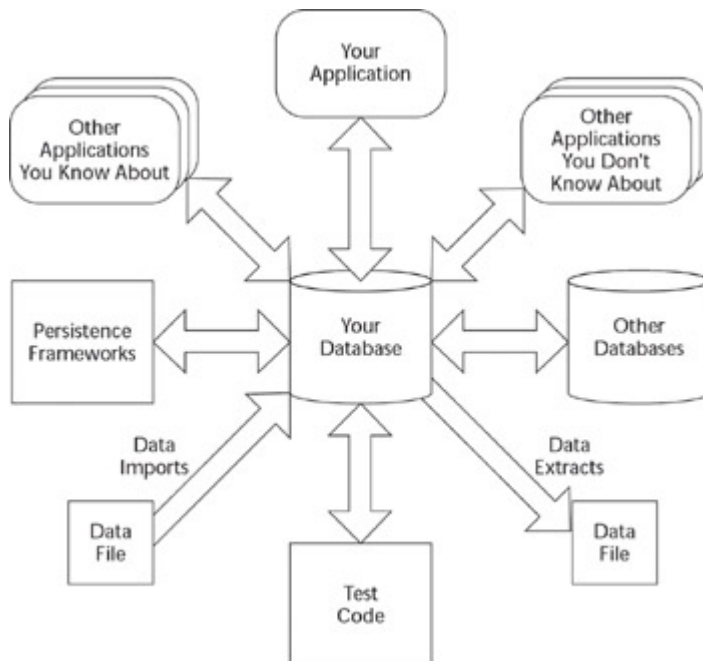 Your
Application
Other
Applications
You Know About
Other
Applications
You Don't
Know About
Persistence
Frameworks
Your
Database
Other
Databases
Data
Imports
Data
Extracts
Data
File
Test
Code
Data
File